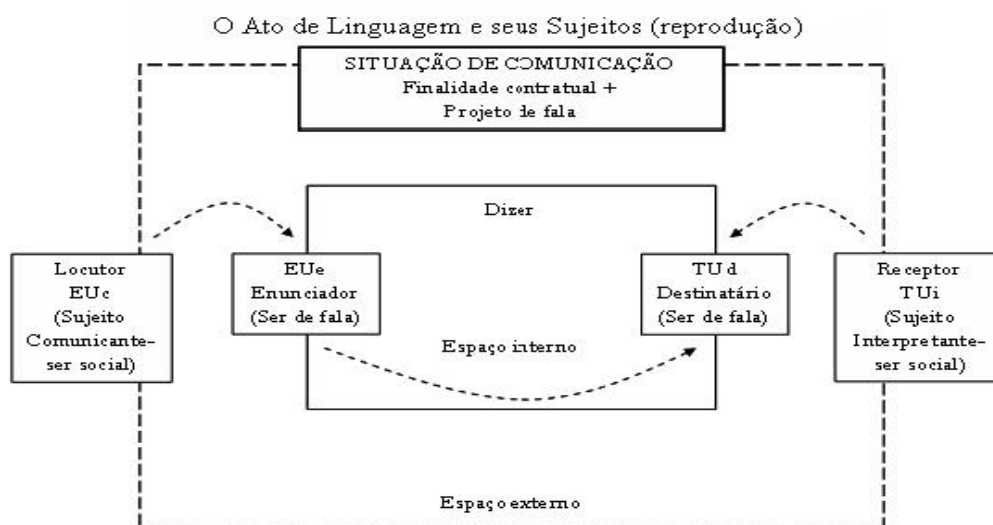 O Ato de Linguagem e seus Sujeitos (reprodução)
SITUAÇÃO DE COMUNICAÇÃO
Finalidade contratual +
Projeto de fala
Dizer
Locutor
EUc
(Sujeito
Comunicante-
ser social)
EUe
Enunciador
(Ser de fala)
TUd
Destinatário
(Ser de fala)
Receptor
TUi
(Sujeito
Interpretante-
ser social)
Espaço interno
Espaço externo